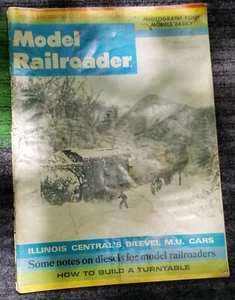 PHOTOGRAPH YOUR
MODELS EASILY
Model
Railroader
ILLINOIS CENTRAL'S BILEVEL M.U. CARS
Some notes on diesels for model railroaders
HOW TO BUILD A TURNTABLE